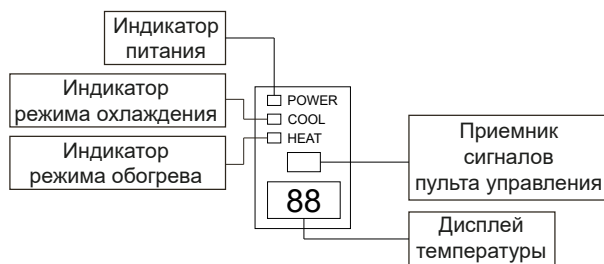 Индикатор
питания
Индикатор
режима охлаждения
Индикатор
режима обогрева
POWER
COOL
HEAT
88
Приемник
сигналов
пульта управления
Дисплей
температуры